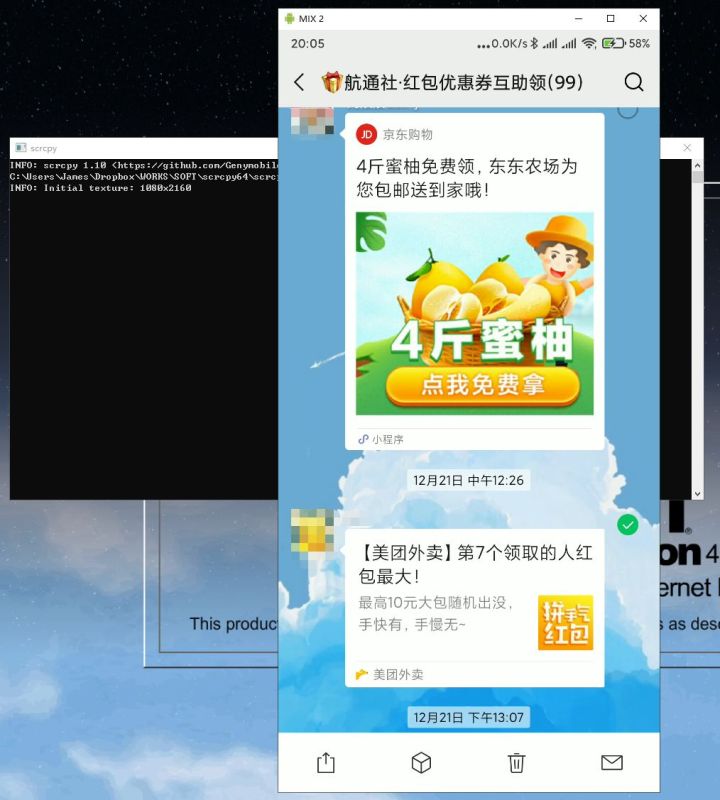 MIX 2
20:05
...0.0K/s
58%
航通社·红包优惠券互助领(99)
scrcpy
INFO: scrcpy 1.10 <https://github.com/Genymobile
C:\Users\James\Dropbox\WORKS\SOFT\scrcpy64\scrcp
INFO: Initial texture: 1080x2160
JD 京东购物
4斤蜜柚免费领，东东农场为
您包邮送到家哦！
4斤蜜柚
点我免费拿
小程序
12月21日 中午12:26
【美团外卖】第7个领取的人红
包最大！
最高10元大包随机出没，
手快有，手慢无~
拼手气
红包
美团外卖
12月21日 下午13:07
on 4
ernet
This produc
s as desc